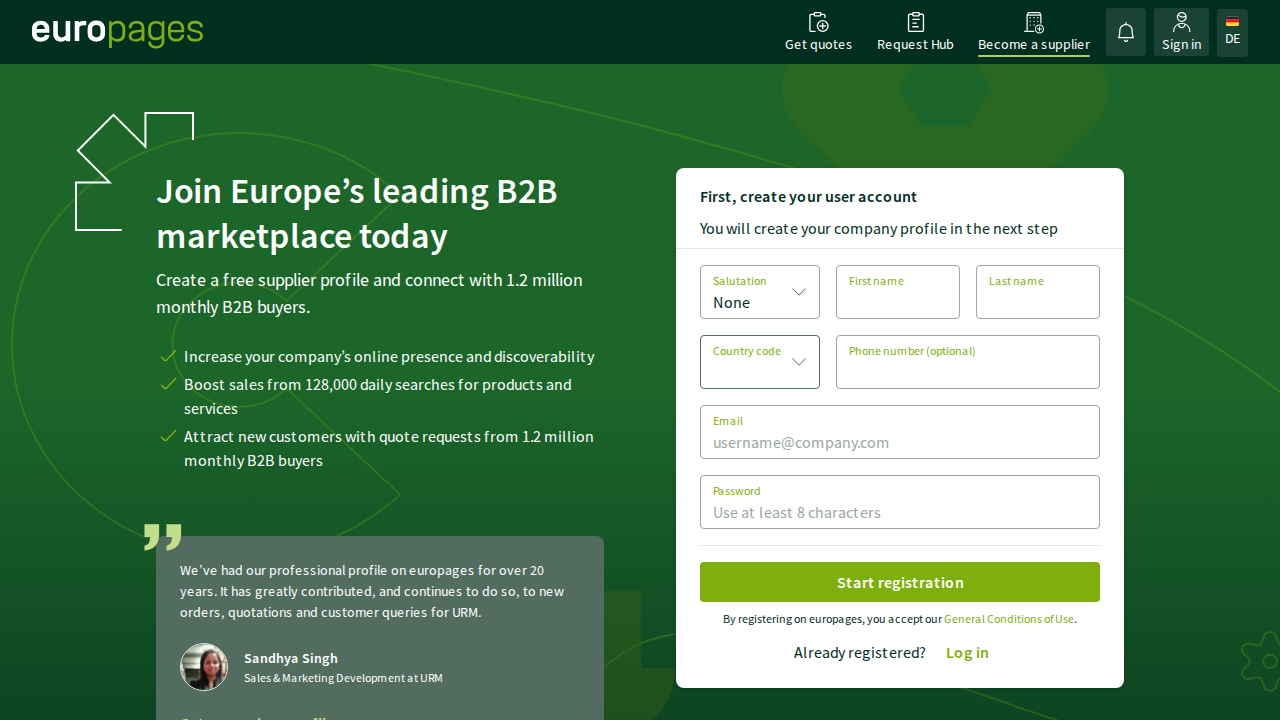 europages
Get quotes
Request Hub
Become a supplier
Sign in
DE
Join Europe's leading B2B
marketplace today
Create a free supplier profile and connect with 1.2 million
monthly B2B buyers.
Increase your company's online presence and discoverability
Boost sales from 128,000 daily searches for products and
services
Attract new customers with quote requests from 1.2 million
monthly B2B buyers
We've had our professional profile on europages for over 20
years. It has greatly contributed, and continues to do so, to new
orders, quotations and customer queries for URM.
Sandhya Singh
Sales & Marketing Development at URM
First, create your user account
You will create your company profile in the next step
Salutation
None
First name
Last name
Country code
Phone number (optional)
Email
username@company.com
Password
Use at least 8 characters
Start registration
By registering on europages, you accept our General Conditions of Use.
Already registered? Log in